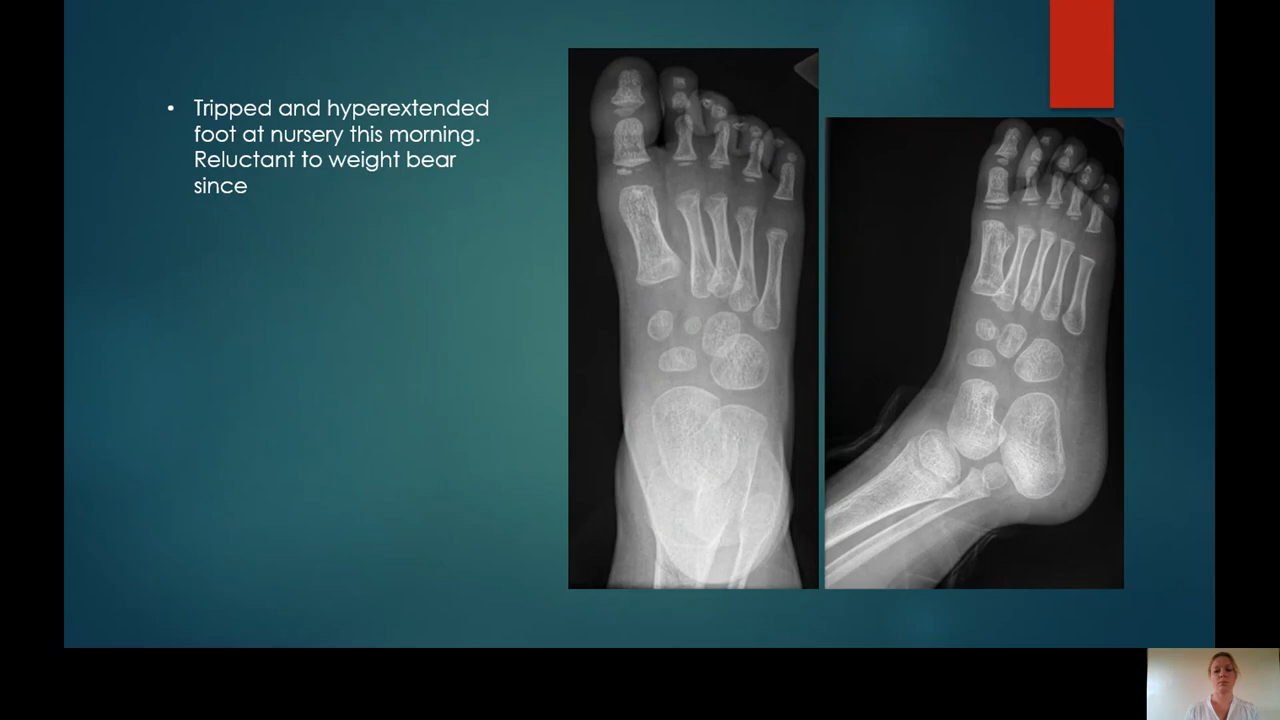 • Tripped and hyperextended
foot at nursery this morning.
Reluctant to weight bear
since